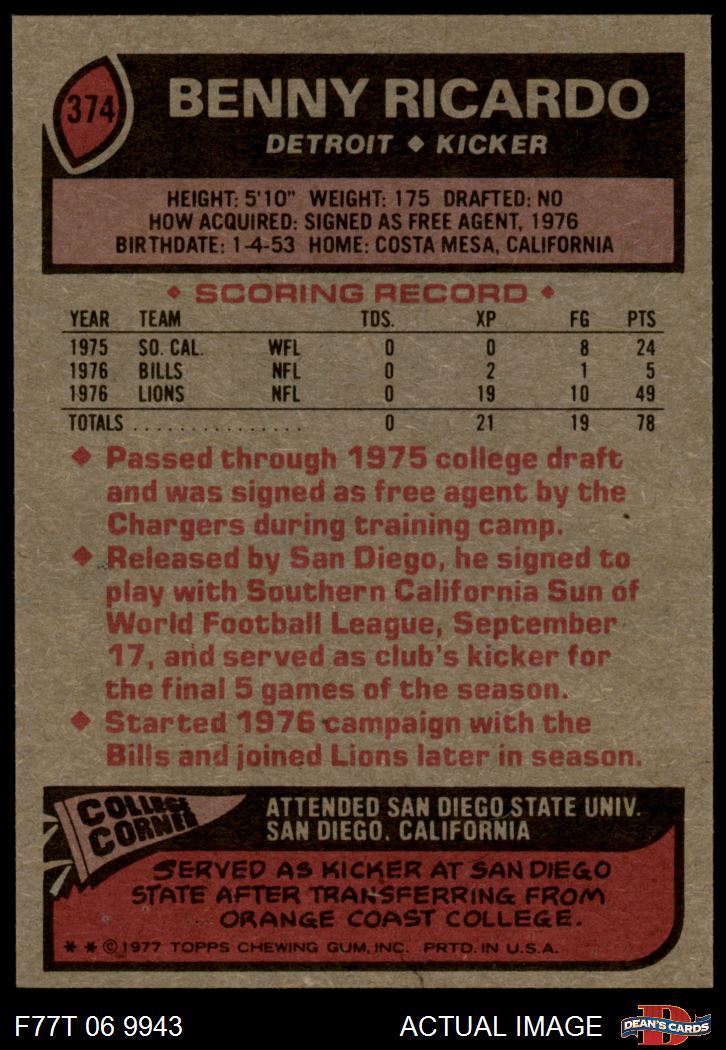 374
BENNY RICARDO
DETROIT ◆ KICKER
HEIGHT: 5'10" WEIGHT: 175 DRAFTED: NO
HOW ACQUIRED: SIGNED AS FREE AGENT, 1976
BIRTHDATE: 1-4-53 HOME: COSTA MESA, CALIFORNIA
◆ SCORING RECORD ◆
YEAR TEAM TDS. XP FG PTS
1975 SO. CAL. WFL 0 0 8 24
1976 BILLS NFL 0 2 1 5
1976 LIONS NFL 0 19 10 49
TOTALS . . . . . . . . . . . . . . . 0 21 19 78
◆ Passed through 1975 college draft
and was signed as free agent by the
Chargers during training camp.
◆ Released by San Diego, he signed to
play with Southern California Sun of
World Football League, September
17, and served as club's kicker for
the final 5 games of the season.
◆ Started 1976 campaign with the
Bills and joined Lions later in season.
COLLEGE
CORNER
ATTENDED SAN DIEGO STATE UNIV.
SAN DIEGO, CALIFORNIA
SERVED AS KICKER AT SAN DIEGO
STATE AFTER TRANSFERRING FROM
ORANGE COAST COLLEGE.
* * © 1977 TOPPS CHEWING GUM, INC. PRTD. IN U.S.A.
F77T 06 9943
ACTUAL IMAGE
D
DEAN'S CARDS